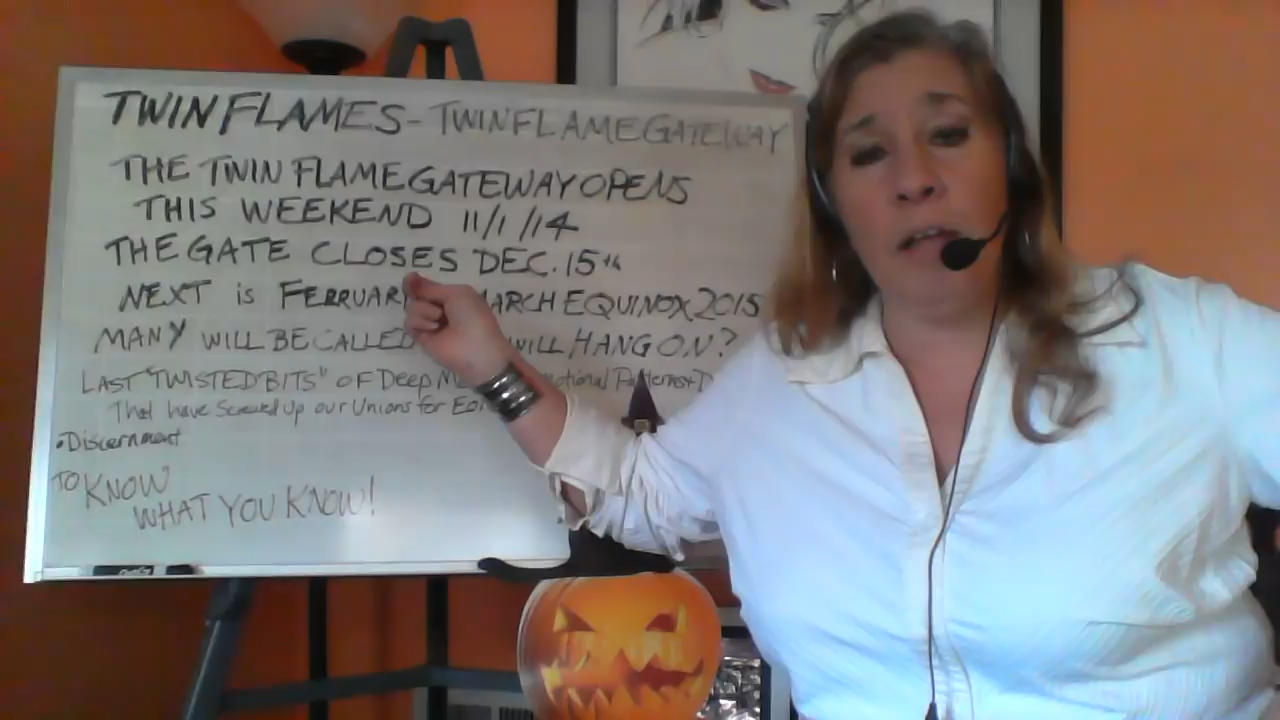 TWIN FLAMES - TWIN FLAME GATEWAY
THE TWIN FLAME GATEWAY OPENS
THIS WEEKEND 11/1/14
THE GATE CLOSES DEC. 15th
NEXT is FEBRUARY MARCH EQUINOX 2015
MANY WILL BE CALLED WILL HANG ON?
LAST "TWISTED BITS" OF Deep
That have Screwed Up our Unions for
• Discernment
TO KNOW
WHAT YOU KNOW!